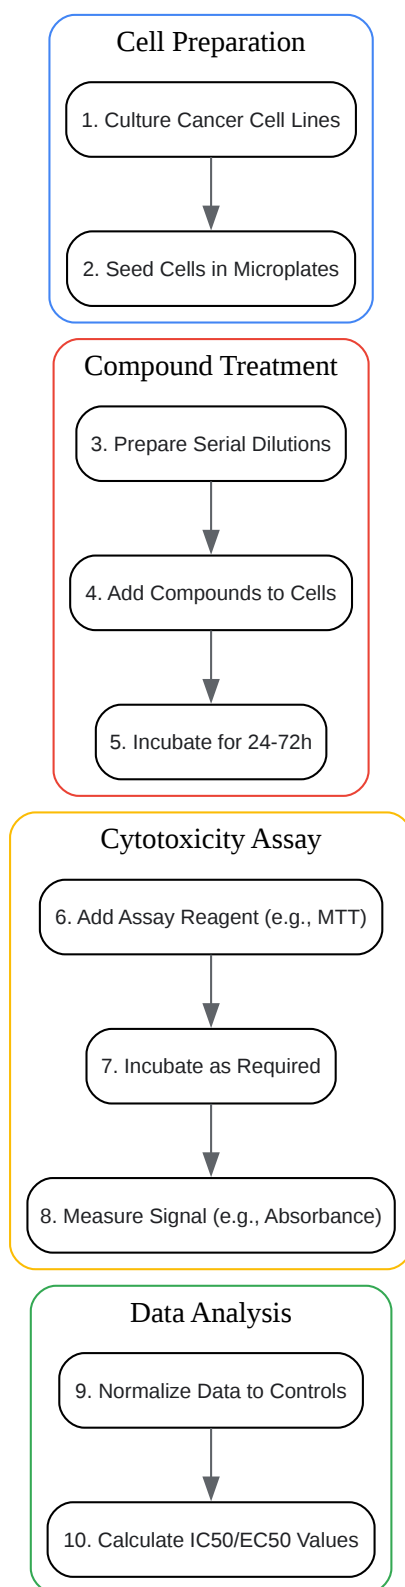 Cell Preparation
1. Culture Cancer Cell Lines
2. Seed Cells in Microplates
Compound Treatment
3. Prepare Serial Dilutions
4. Add Compounds to Cells
5. Incubate for 24-72h
Cytotoxicity Assay
6. Add Assay Reagent (e.g., MTT)
7. Incubate as Required
8. Measure Signal (e.g., Absorbance)
Data Analysis
9. Normalize Data to Controls
10. Calculate IC50/EC50 Values